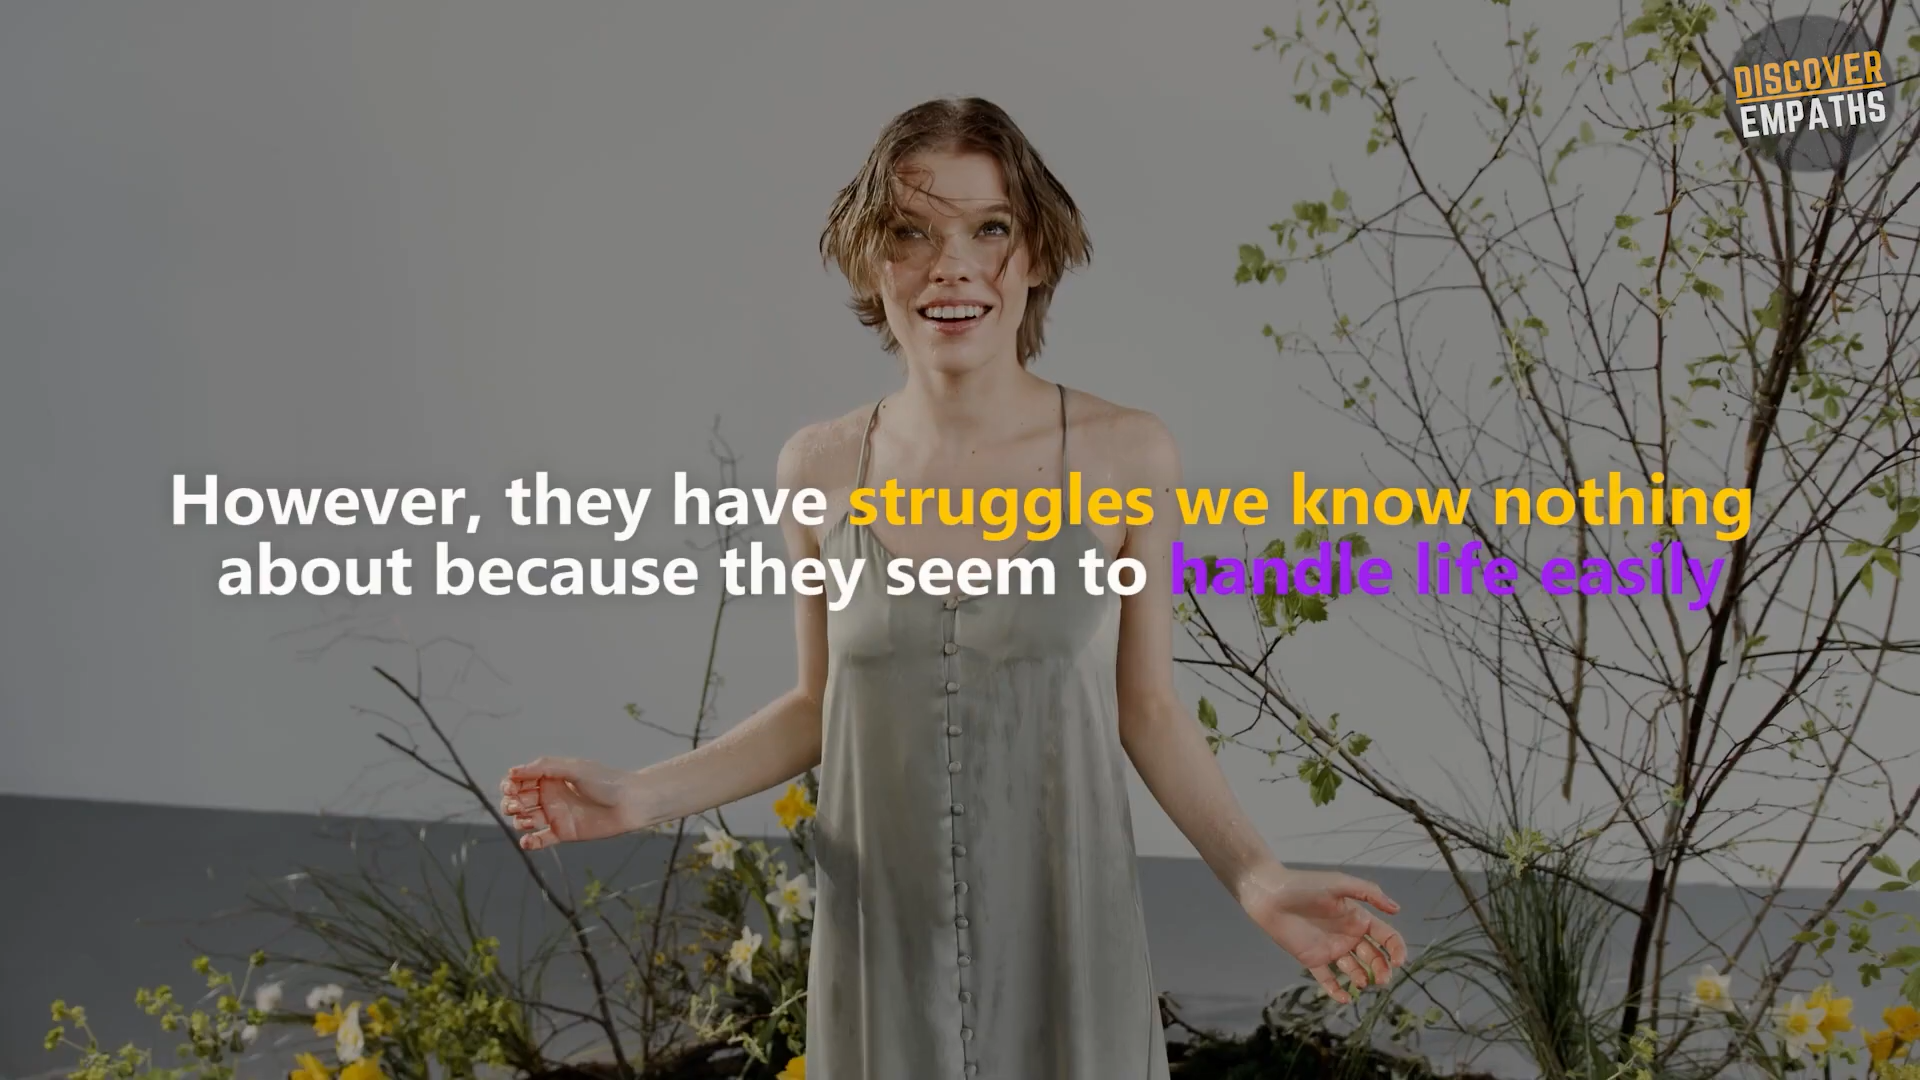 DISCOVER
EMPATHS
However, they have struggles we know nothing
about because they seem to handle life easily